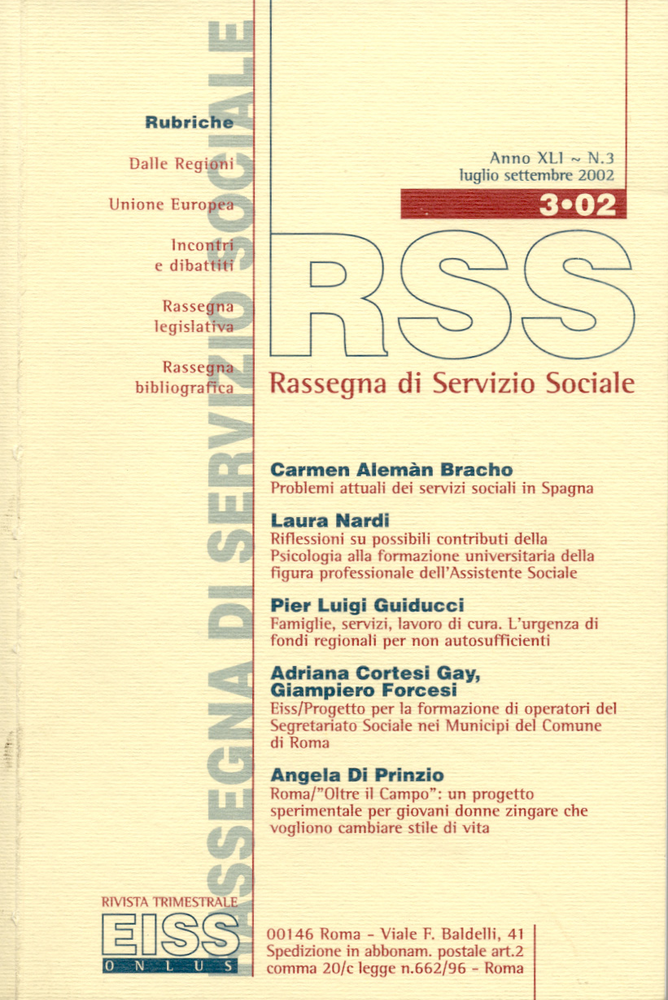 RASSEGNA DI SERVIZIO SOCIALE
Rubriche
Dalle Regioni
Unione Europea
Incontri
e dibattiti
Rassegna
legislativa
Rassegna
bibliografica
Anno XLI ~ N.3
luglio settembre 2002
3•02
RSS
Rassegna di Servizio Sociale
Carmen Alemàn Bracho
Problemi attuali dei servizi sociali in Spagna
Laura Nardi
Riflessioni su possibili contributi della
Psicologia alla formazione universitaria della
figura professionale dell'Assistente Sociale
Pier Luigi Guiducci
Famiglie, servizi, lavoro di cura. L'urgenza di
fondi regionali per non autosufficienti
Adriana Cortesi Gay,
Giampiero Forcesi
Eiss/Progetto per la formazione di operatori del
Segretariato Sociale nei Municipi del Comune
di Roma
Angela Di Prinzio
Roma/"Oltre il Campo": un progetto
sperimentale per giovani donne zingare che
vogliono cambiare stile di vita
RIVISTA TRIMESTRALE
EISS
ONLUS
00146 Roma - Viale F. Baldelli, 41
Spedizione in abbonam. postale art.2
comma 20/c legge n.662/96 - Roma